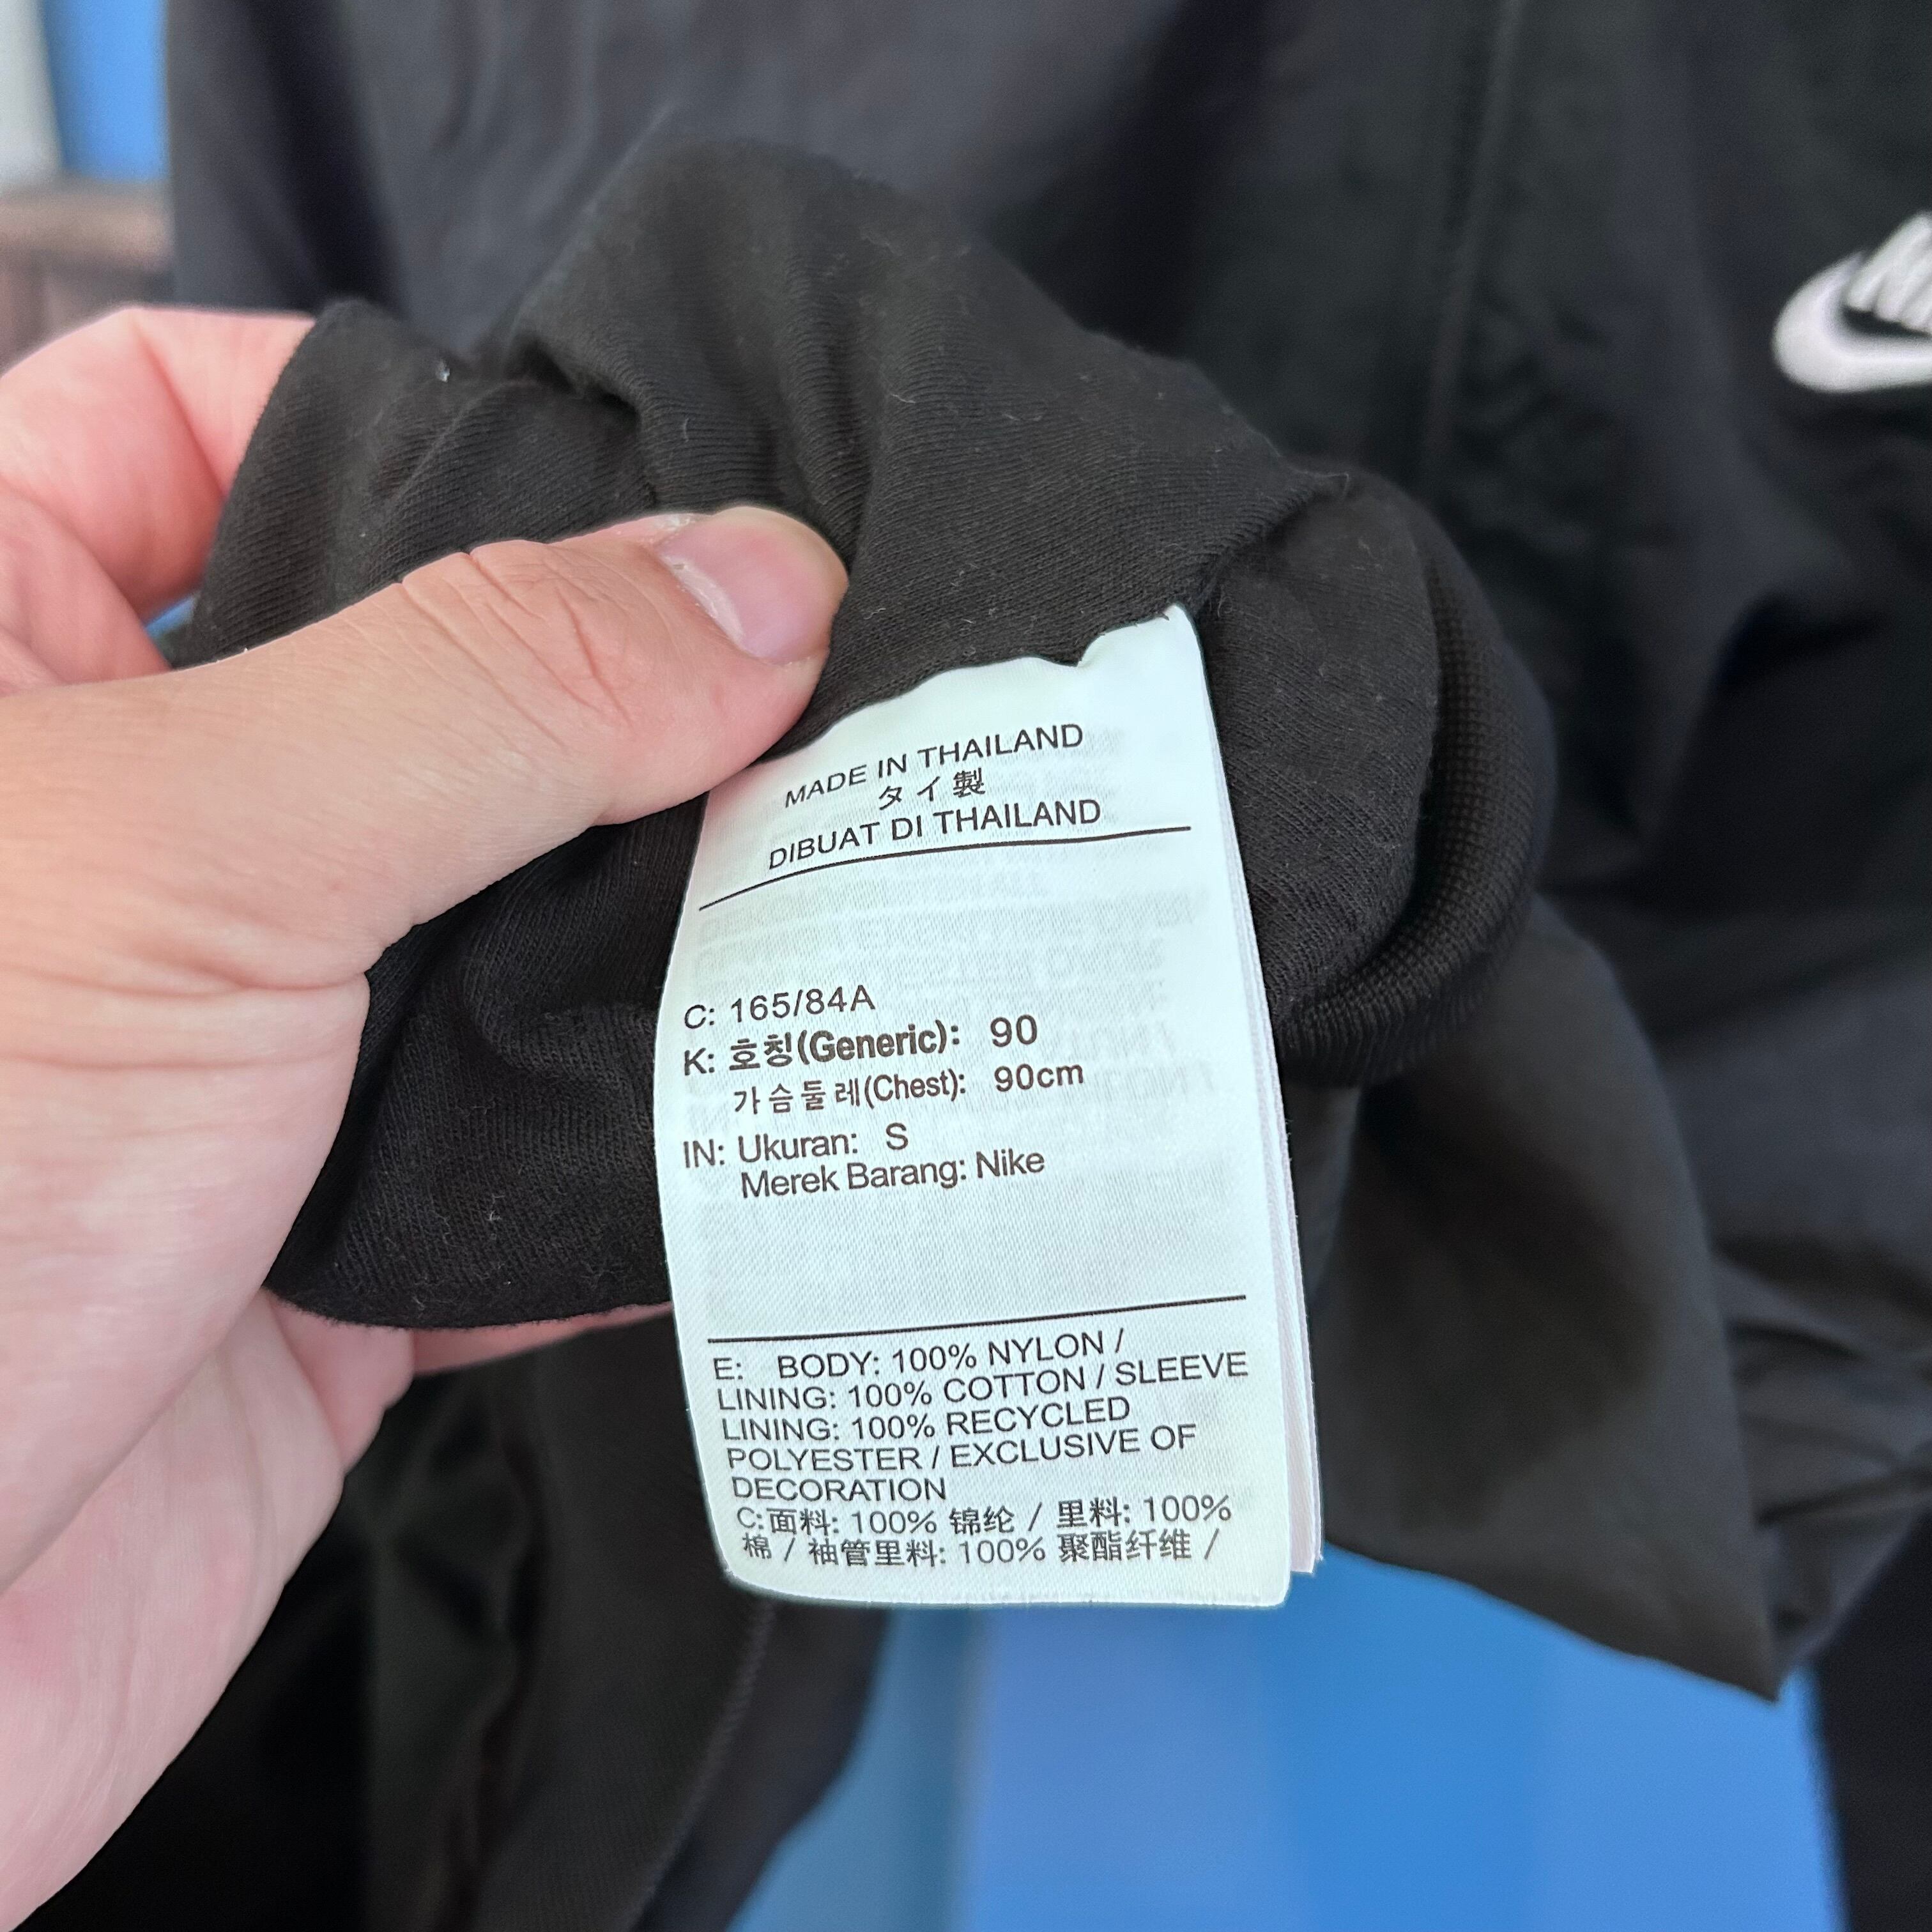 MADE IN THAILAND
タイ製
DIBUAT DI THAILAND
C: 165/84A
K: 호칭(Generic): 90
가슴둘레(Chest): 90cm
IN: Ukuran: S
Merek Barang: Nike
E: BODY: 100% NYLON /
LINING: 100% COTTON / SLEEVE
LINING: 100% RECYCLED
POLYESTER / EXCLUSIVE OF
DECORATION
C:面料: 100% 锦纶 / 里料: 100%
棉 / 袖管里料: 100% 聚酯纤维 /